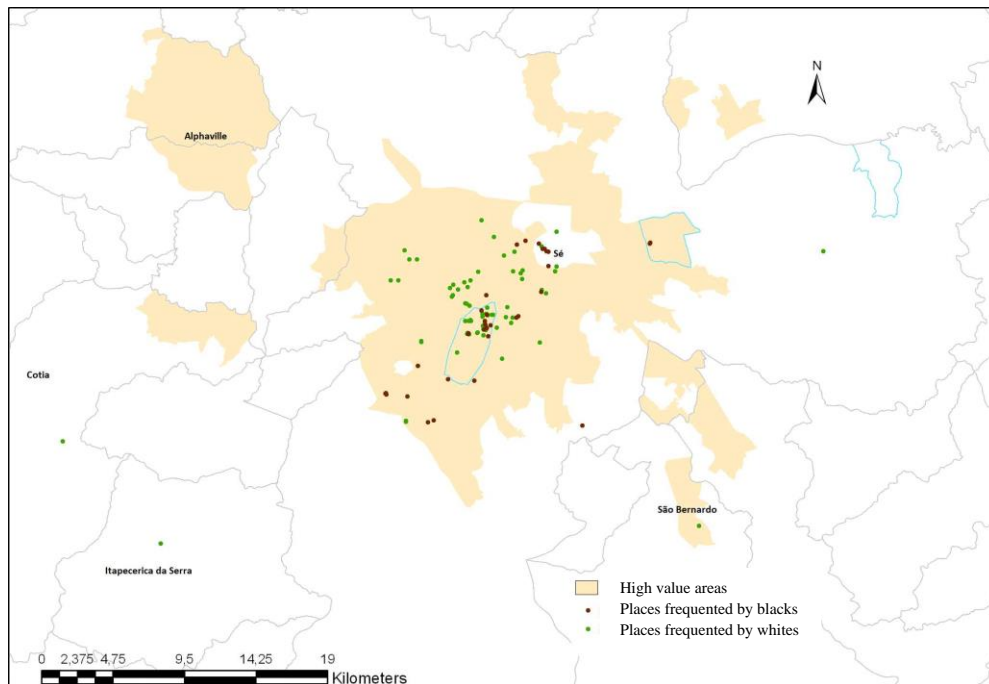 N
Alphaville
Sé
Cotia
São Bernardo
Itapecerica da Serra
High value areas
Places frequented by blacks
Places frequented by whites
0 2,375 4,75 9,5 14,25 19
Kilometers